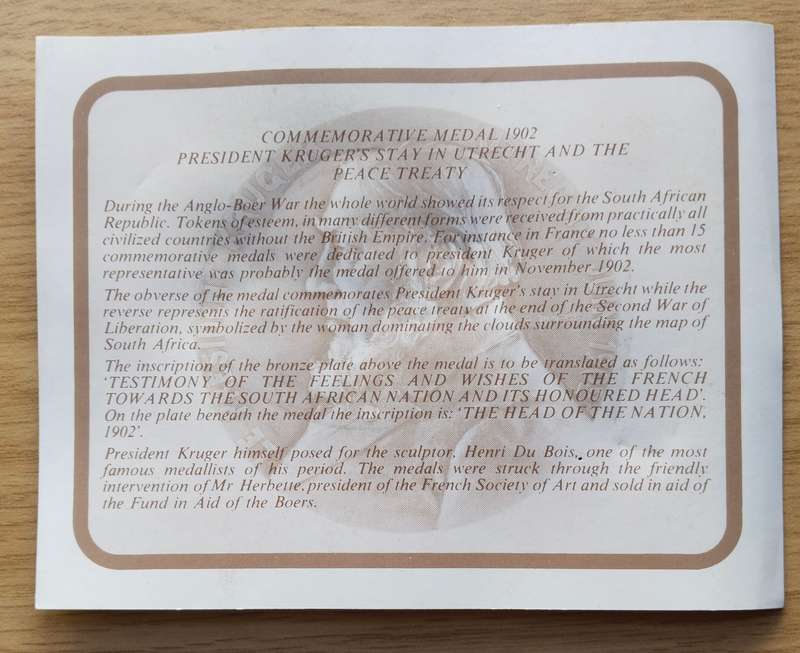 COMMEMORATIVE MEDAL 1902
PRESIDENT KRUGER'S STAY IN UTRECHT AND THE
PEACE TREATY
During the Anglo-Boer War the whole world showed its respect for the South African
Republic. Tokens of esteem, in many different forms were received from practically all
civilized countries without the British Empire. For instance in France no less than 15
commemorative medals were dedicated to president Kruger of which the most
representative was probably the medal offered to him in November 1902.
The obverse of the medal commemorates President Kruger's stay in Utrecht while the
reverse represents the ratification of the peace treaty at the end of the Second War of
Liberation, symbolized by the woman dominating the clouds surrounding the map of
South Africa.
The inscription of the bronze plate above the medal is to be translated as follows:
'TESTIMONY OF THE FEELINGS AND WISHES OF THE FRENCH
TOWARDS THE SOUTH AFRICAN NATION AND ITS HONOURED HEAD'.
On the plate beneath the medal the inscription is: 'THE HEAD OF THE NATION,
1902'.
President Kruger himself posed for the sculptor, Henri Du Bois, one of the most
famous medallists of his period. The medals were struck through the friendly
intervention of Mr Herbette, president of the French Society of Art and sold in aid of
the Fund in Aid of the Boers.